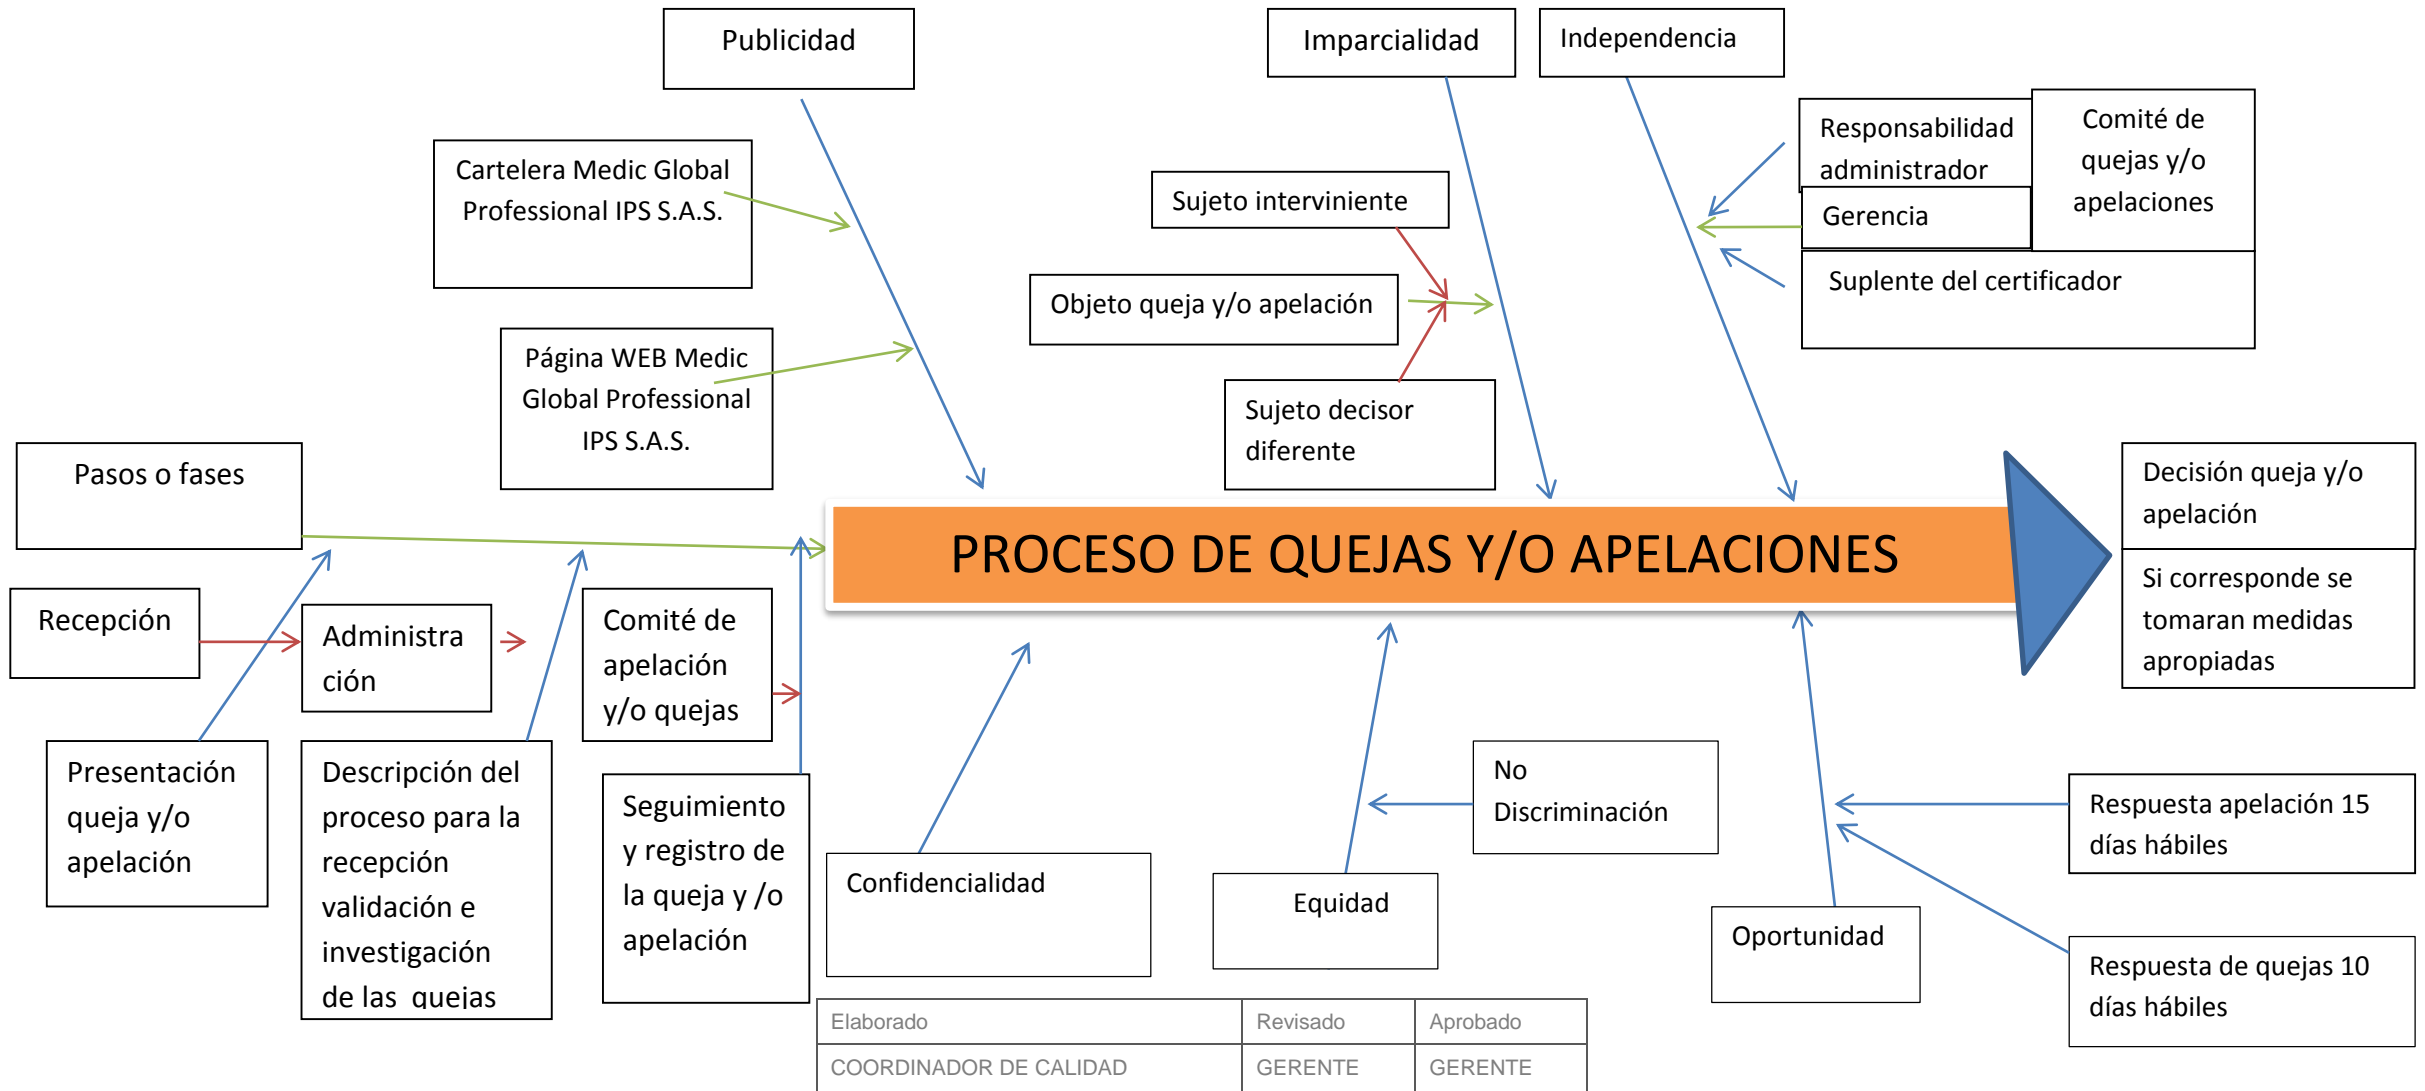 Publicidad
Imparcialidad
Independencia
Cartelera Medic Global
Professional IPS S.A.S.
Responsabilidad
administrador
Comité de
quejas y/o
apelaciones
Gerencia
Suplente del certificador
Sujeto interviniente
Objeto queja y/o apelación
Sujeto decisor
diferente
Página WEB Medic
Global Professional
IPS S.A.S.
Pasos o fases
PROCESO DE QUEJAS Y/O APELACIONES
Decisión queja y/o
apelación
Si corresponde se
tomaran medidas
apropiadas
Recepción
Administra
ción
Comité de
apelación
y/o quejas
Presentación
queja y/o
apelación
Descripción del
proceso para la
recepción
validación e
investigación
de las  quejas
Seguimiento
y registro de
la queja y /o
apelación
Confidencialidad
Equidad
No
Discriminación
Oportunidad
Respuesta apelación 15
días hábiles
Respuesta de quejas 10
días hábiles
Elaborado Revisado Aprobado
COORDINADOR DE CALIDAD GERENTE GERENTE